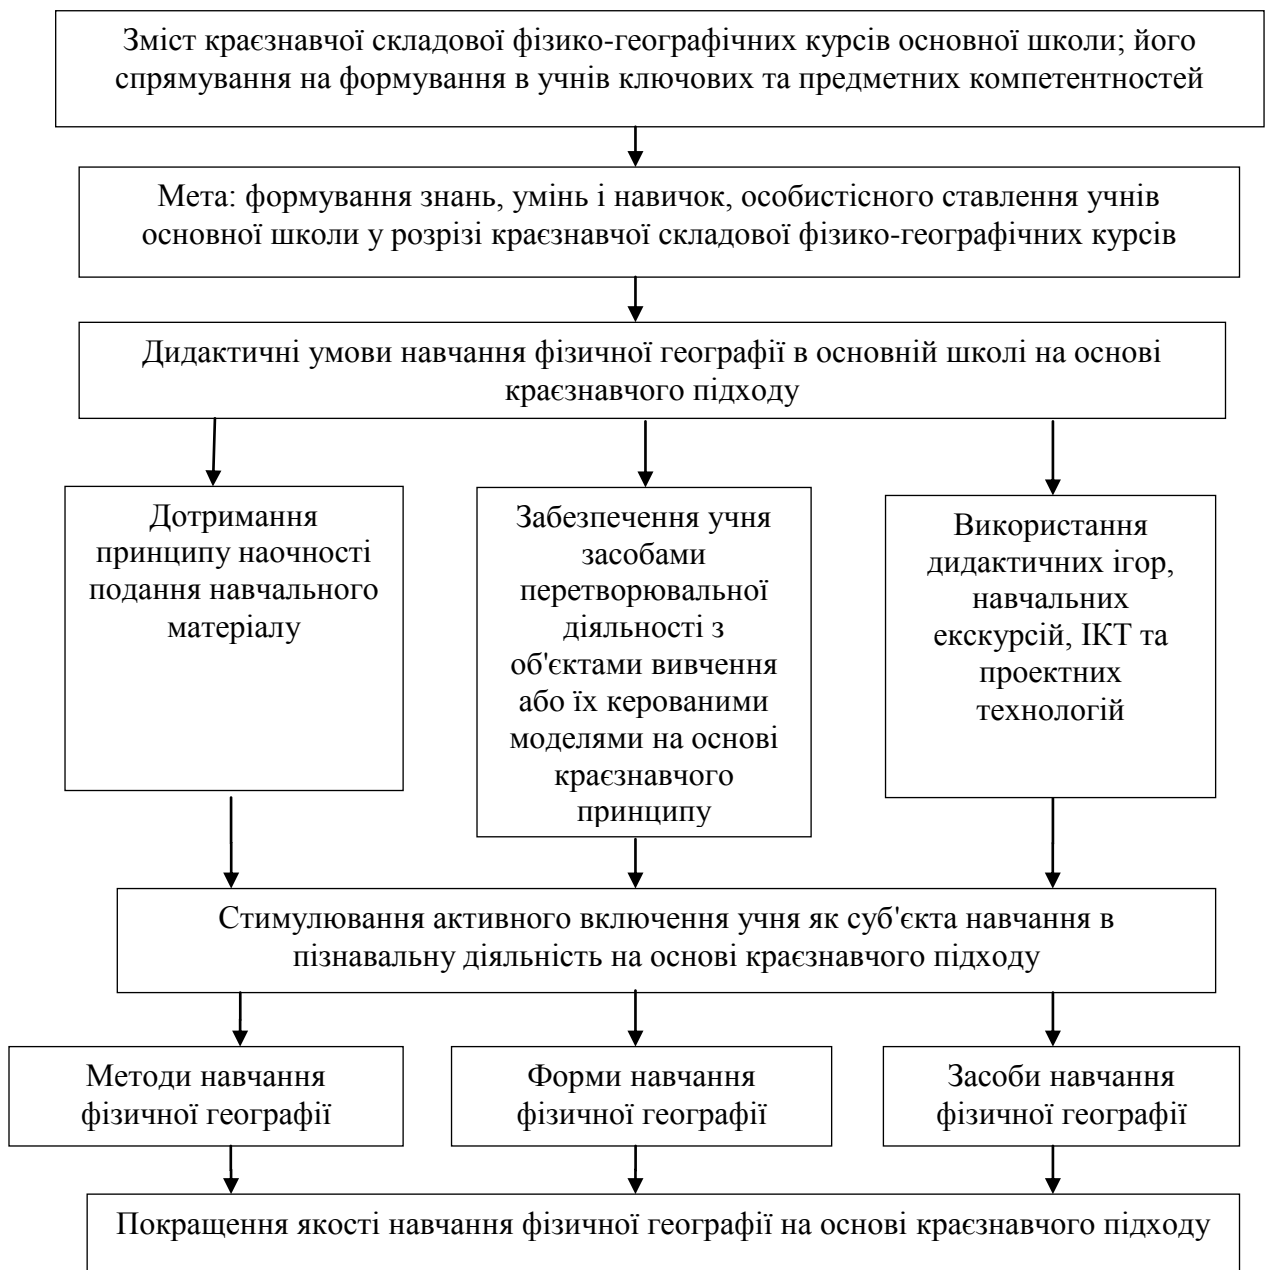 Зміст краєзнавчої складової фізико-географічних курсів основної школи; його
спрямування на формування в учнів ключових та предметних компетентностей
Мета: формування знань, умінь і навичок, особистісного ставлення учнів
основної школи у розрізі краєзнавчої складової фізико-географічних курсів
Дидактичні умови навчання фізичної географії в основній школі на основі
краєзнавчого підходу
Дотримання
принципу наочності
подання навчального
матеріалу
Забезпечення учня
засобами
перетворювальної
діяльності з
об'єктами вивчення
або їх керованими
моделями на основі
краєзнавчого
принципу
Використання
дидактичних ігор,
навчальних
екскурсій, ІКТ та
проектних
технологій
Стимулювання активного включення учня як суб'єкта навчання в
пізнавальну діяльність на основі краєзнавчого підходу
Методи навчання
фізичної географії
Форми навчання
фізичної географії
Засоби навчання
фізичної географії
Покращення якості навчання фізичної географії на основі краєзнавчого підходу